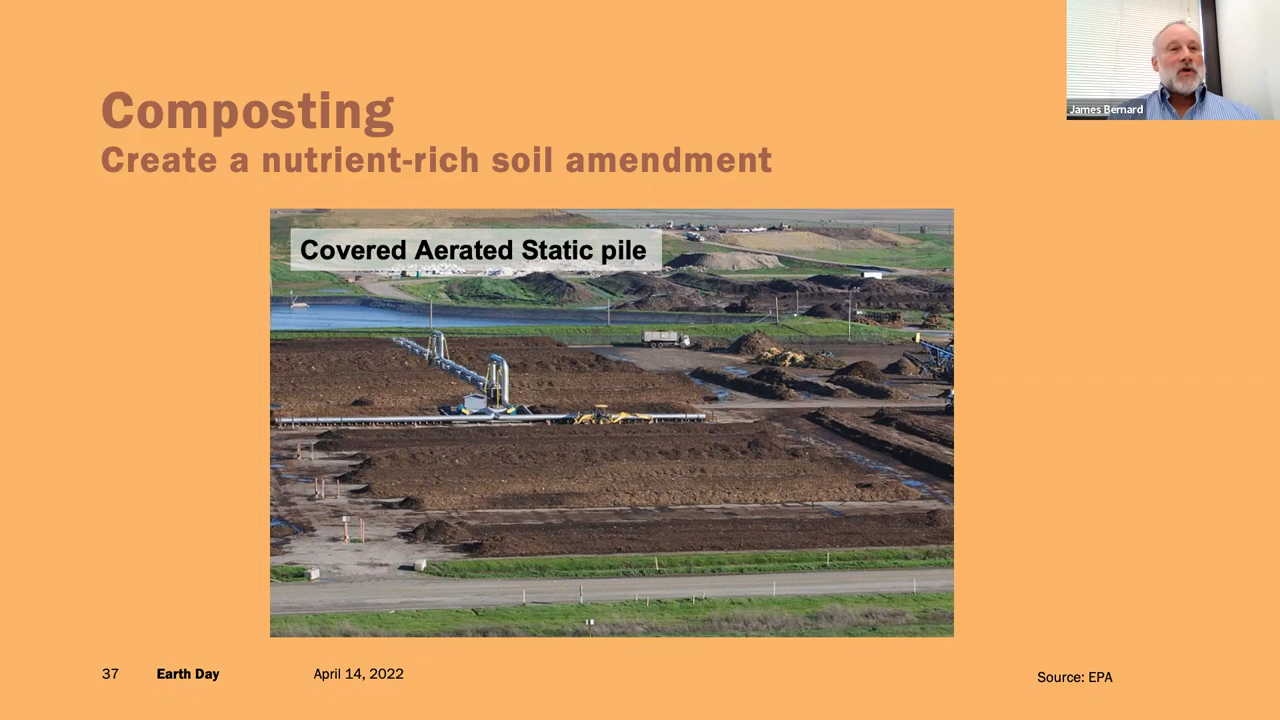 James Bernard
Composting
Create a nutrient-rich soil amendment
Covered Aerated Static pile
37
Earth Day
April 14, 2022
Source: EPA